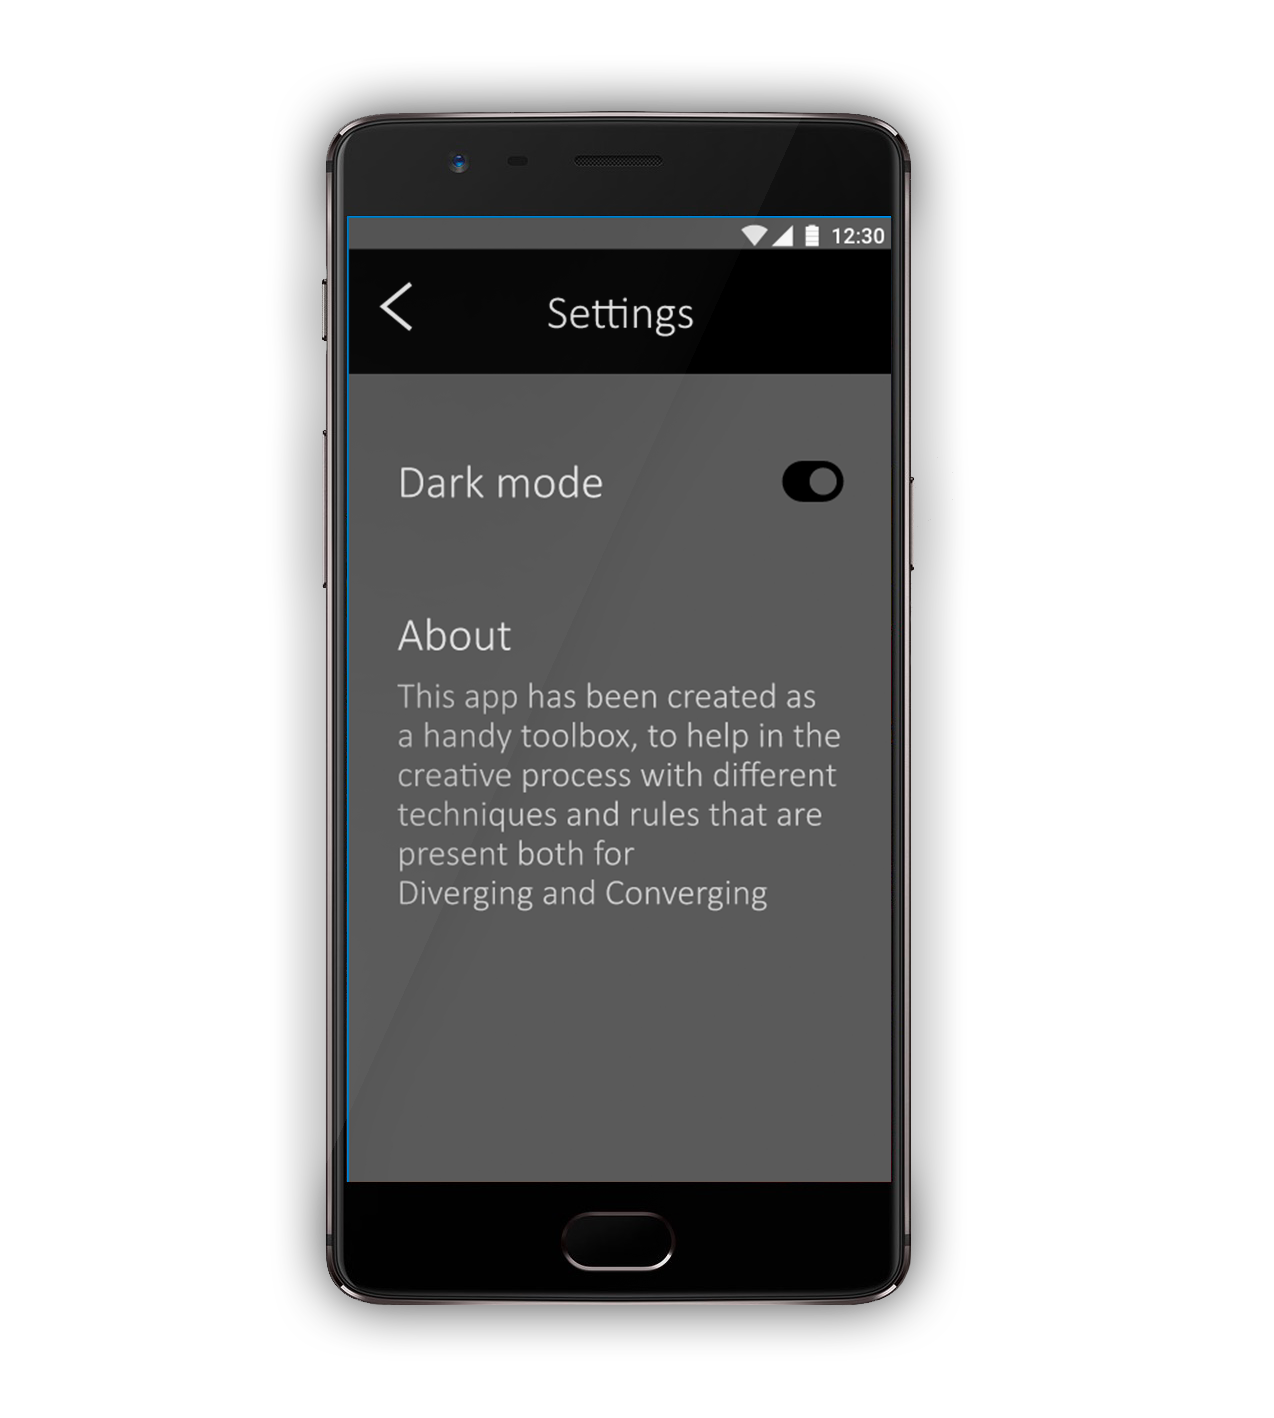 12:30
Settings
Dark mode
About
This app has been created as
a handy toolbox, to help in the
creative process with different
techniques and rules that are
present both for
Diverging and Converging